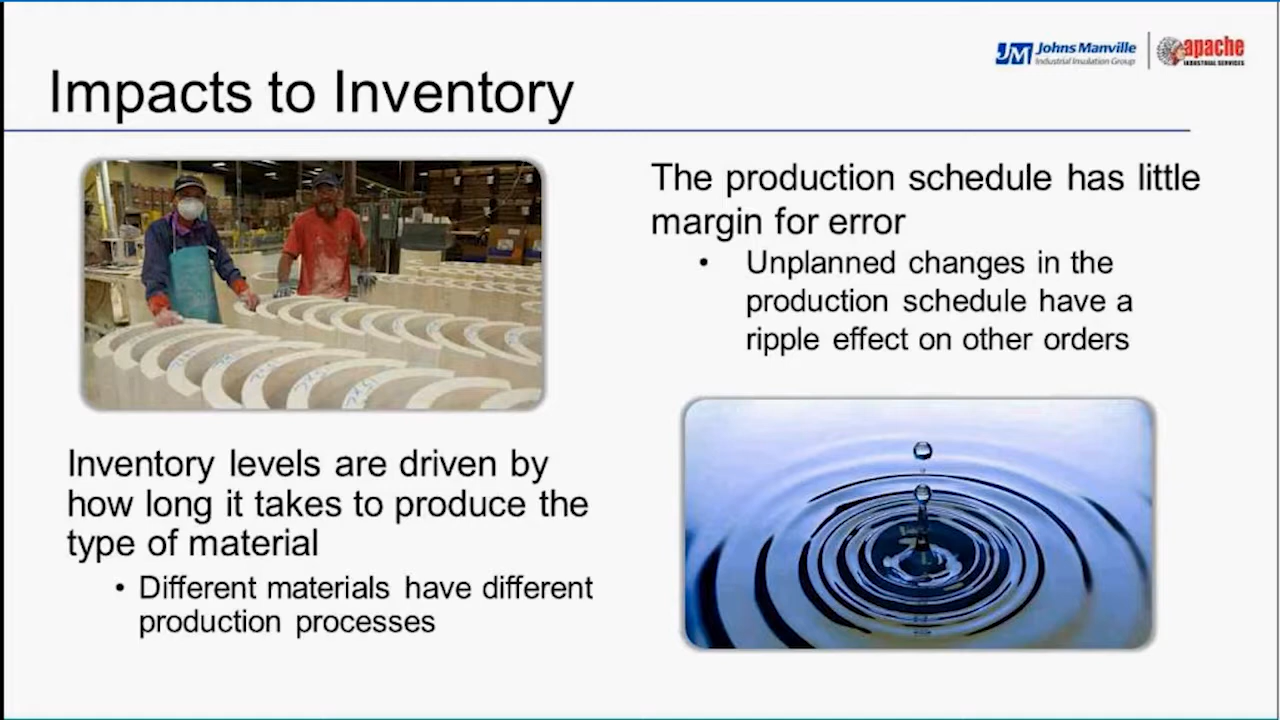 Impacts to Inventory
JM Johns Manville
Industrial Insulation Group
apache
INDUSTRIAL SERVICES
Inventory levels are driven by
how long it takes to produce the
type of material
• Different materials have different
production processes
The production schedule has little
margin for error
• Unplanned changes in the
production schedule have a
ripple effect on other orders